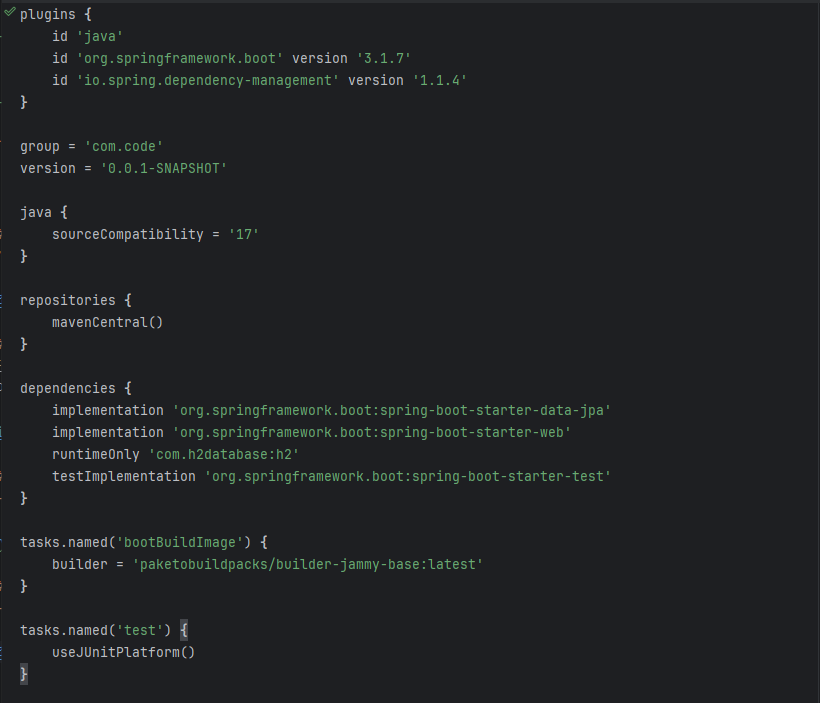 plugins {
    id 'java'
    id 'org.springframework.boot' version '3.1.7'
    id 'io.spring.dependency-management' version '1.1.4'
}
group = 'com.code'
version = '0.0.1-SNAPSHOT'
java {
    sourceCompatibility = '17'
}
repositories {
    mavenCentral()
}
dependencies {
    implementation 'org.springframework.boot:spring-boot-starter-data-jpa'
    implementation 'org.springframework.boot:spring-boot-starter-web'
    runtimeOnly 'com.h2database:h2'
    testImplementation 'org.springframework.boot:spring-boot-starter-test'
}
tasks.named('bootBuildImage') {
    builder = 'paketobuildpacks/builder-jammy-base:latest'
}
tasks.named('test') {
    useJUnitPlatform()
}